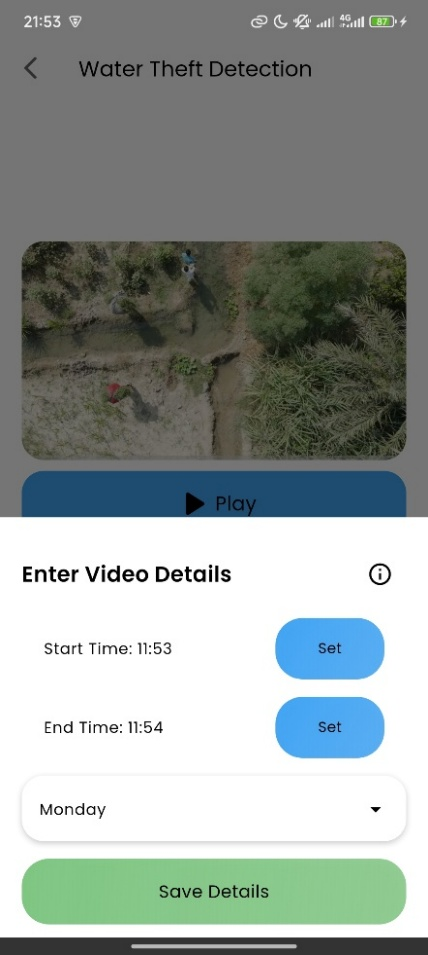 21:53
4G
87
Water Theft Detection
Play
Enter Video Details
Start Time: 11:53
Set
End Time: 11:54
Set
Monday
Save Details